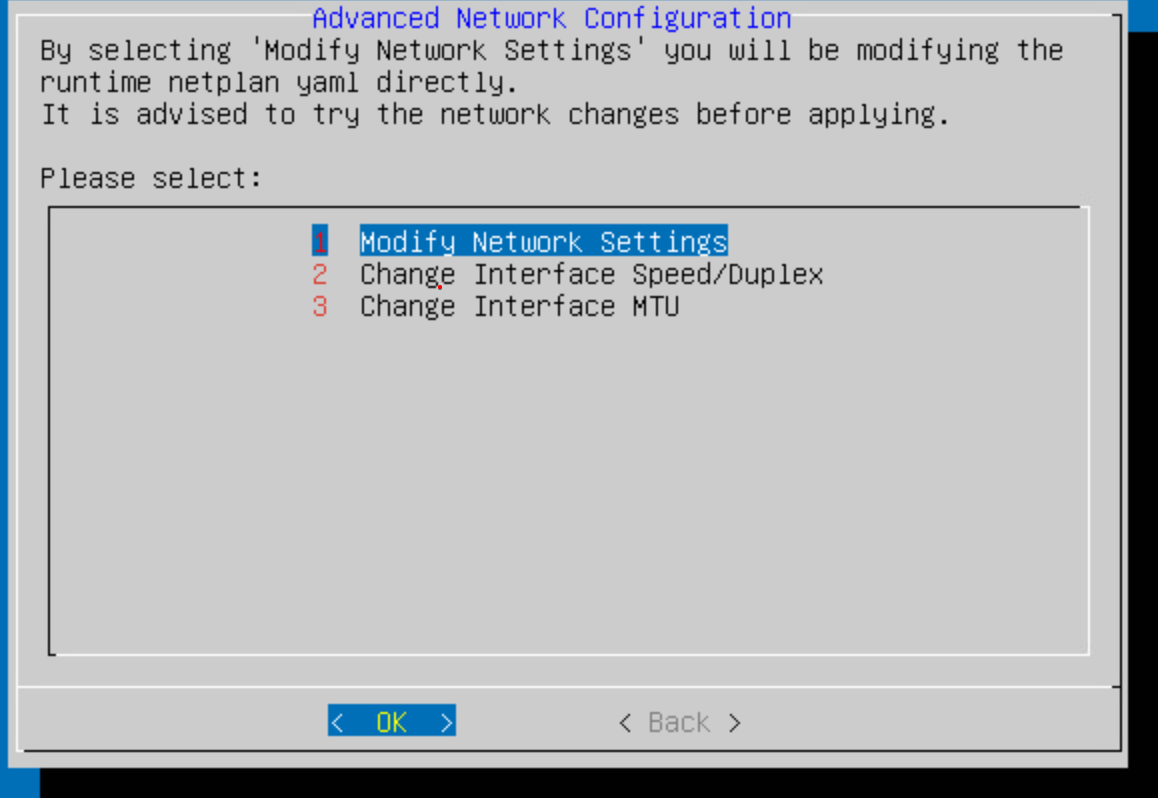 Advanced Network Configuration
By selecting 'Modify Network Settings' you will be modifying the
runtime netplan yaml directly.
It is advised to try the network changes before applying.
Please select:
1 Modify Network Settings
2 Change Interface Speed/Duplex
3 Change Interface MTU
< OK > < Back >